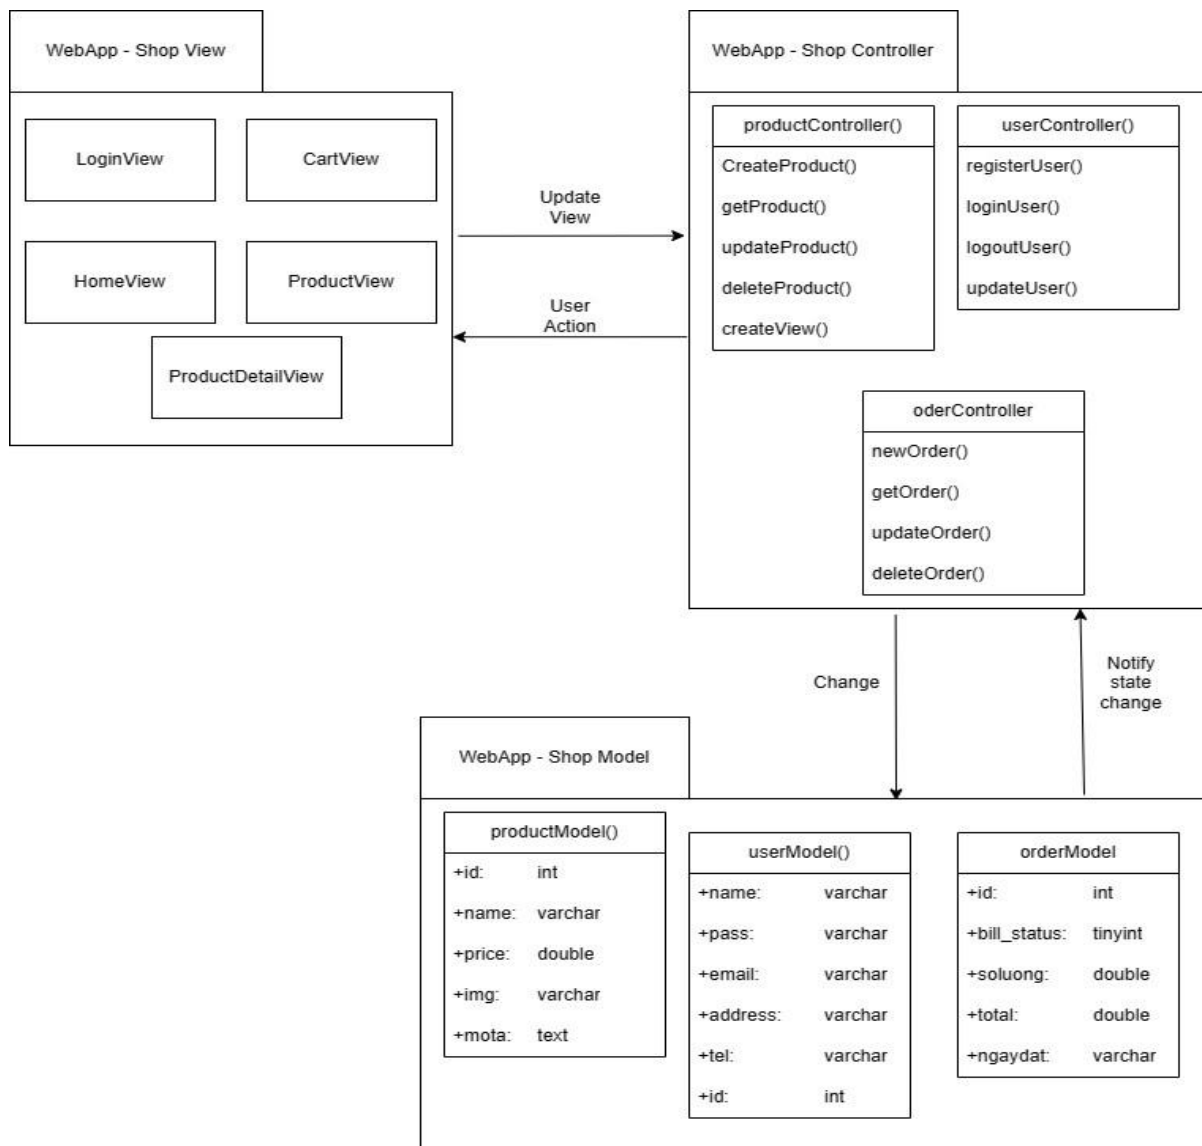 WebApp - Shop View
LoginView
CartView
HomeView
ProductView
ProductDetailView
Update
View
User
Action
WebApp - Shop Controller
productController()
CreateProduct()
getProduct()
updateProduct()
deleteProduct()
createView()
userController()
registerUser()
loginUser()
logoutUser()
updateUser()
oderController
newOrder()
getOrder()
updateOrder()
deleteOrder()
Change
Notify
state
change
WebApp - Shop Model
productModel()
+id: int
+name: varchar
+price: double
+img: varchar
+mota: text
userModel()
+name: varchar
+pass: varchar
+email: varchar
+address: varchar
+tel: varchar
+id: int
orderModel
+id: int
+bill_status: tinyint
+soluong: double
+total: double
+ngaydat: varchar